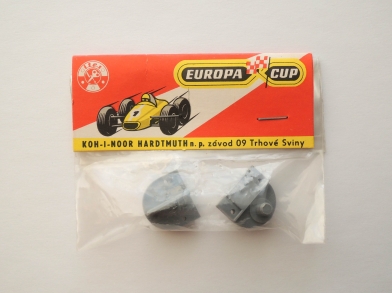 EUROPA CUP
KOH-I-NOOR HARDTMUTH n. p. závod 09 Trhové Sviny